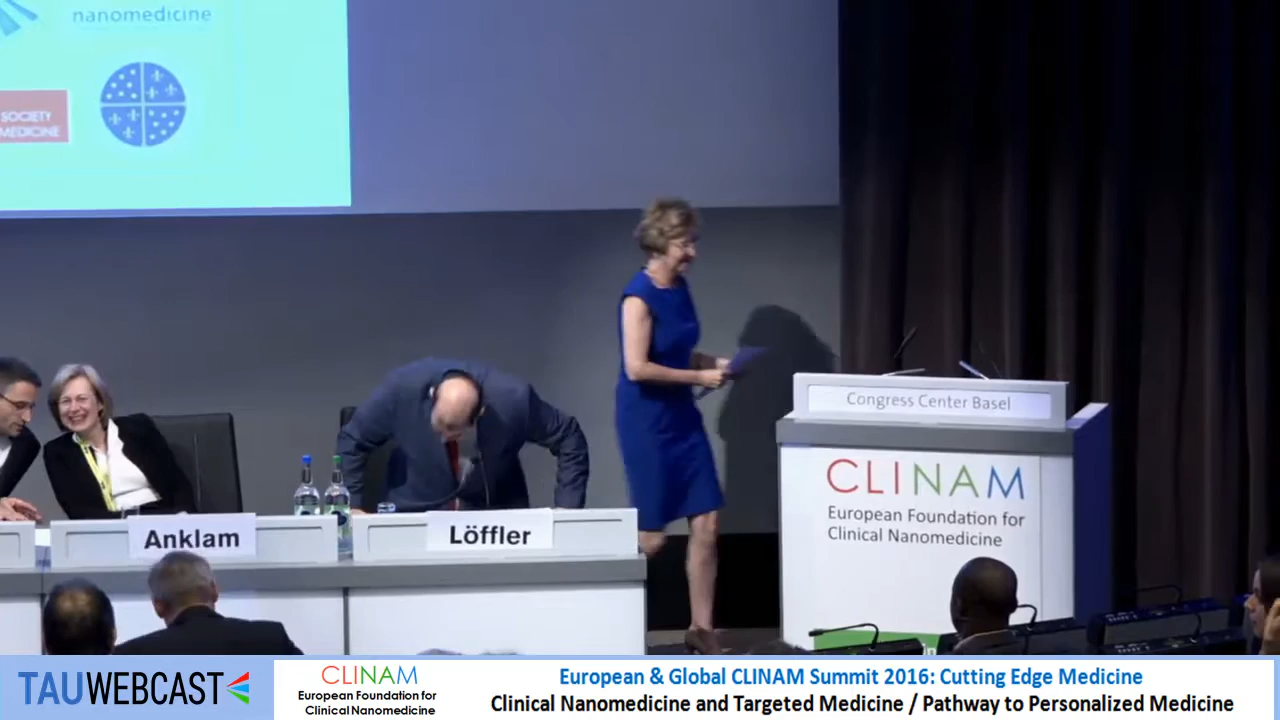 nanomedicine
SOCIETY
MEDICINE
Congress Center Basel
CLINAM
European Foundation for
Clinical Nanomedicine
Anklam
Löffler
TAUWEBCAST
CLINAM
European Foundation for
Clinical Nanomedicine
European & Global CLINAM Summit 2016: Cutting Edge Medicine
Clinical Nanomedicine and Targeted Medicine / Pathway to Personalized Medicine